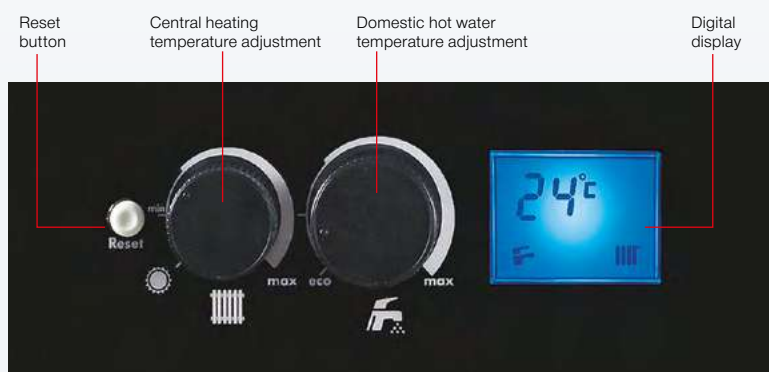 Reset
button
Central heating
temperature adjustment
Domestic hot water
temperature adjustment
Digital
display
24°c
min
Reset
max
eco
max